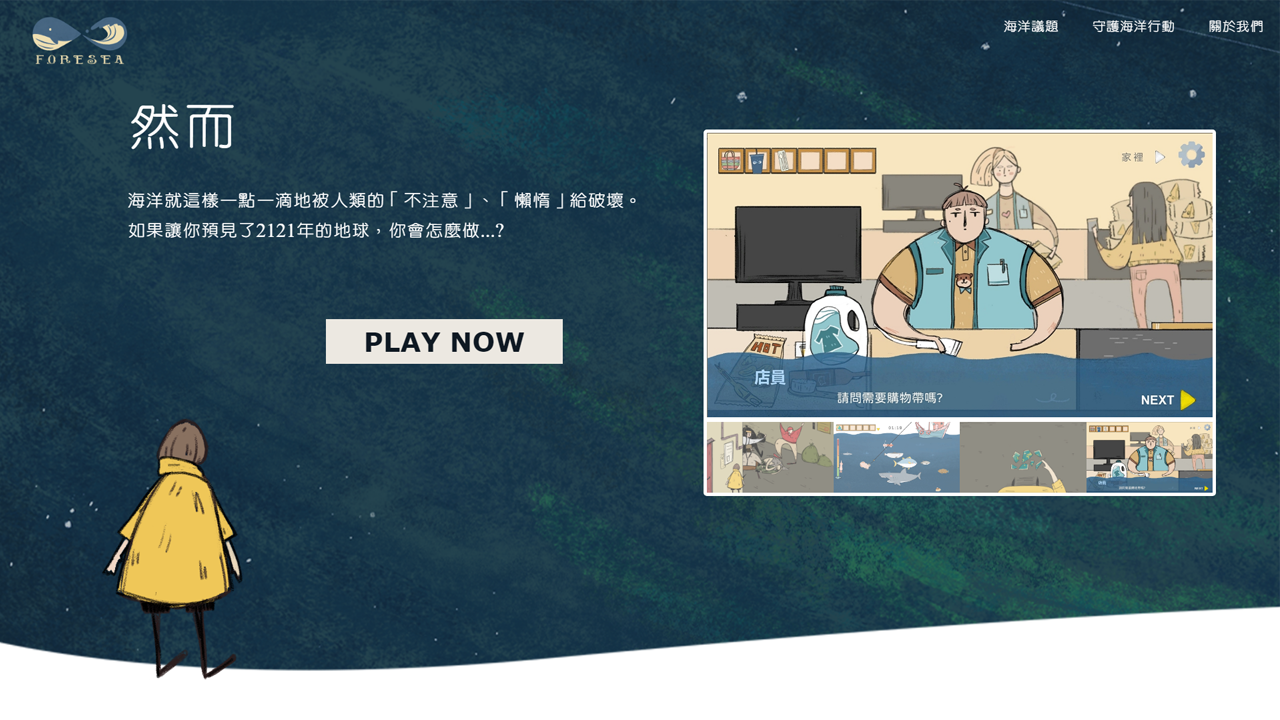 FORESEA
海洋議題
守護海洋行動
關於我們
然而
海洋就這樣一點一滴地被人類的「不注意」、「懶惰」給破壞。
如果讓你預見了2121年的地球，你會怎麼做...?
PLAY NOW
家裡
HOT
店員
請問需要購物帶嗎?
NEXT